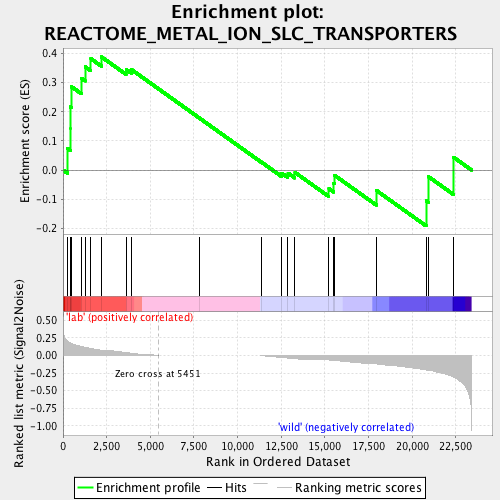 Enrichment plot:
REACTOME_METAL_ION_SLC_TRANSPORTERS
Enrichment score (ES)
0.4
0.3
0.2
0.1
0.0
-0.1
-0.2
'lab' (positively correlated)
Ranked list metric (Signal2Noise)
0.50
0.25
0.00
-0.25
-0.50
-0.75
-1.00
Zero cross at 5451
'wild' (negatively correlated)
0 2,500 5,000 7,500 10,000 12,500 15,000 17,500 20,000 22,500
Rank in Ordered Dataset
Enrichment profile Hits Ranking metric scores